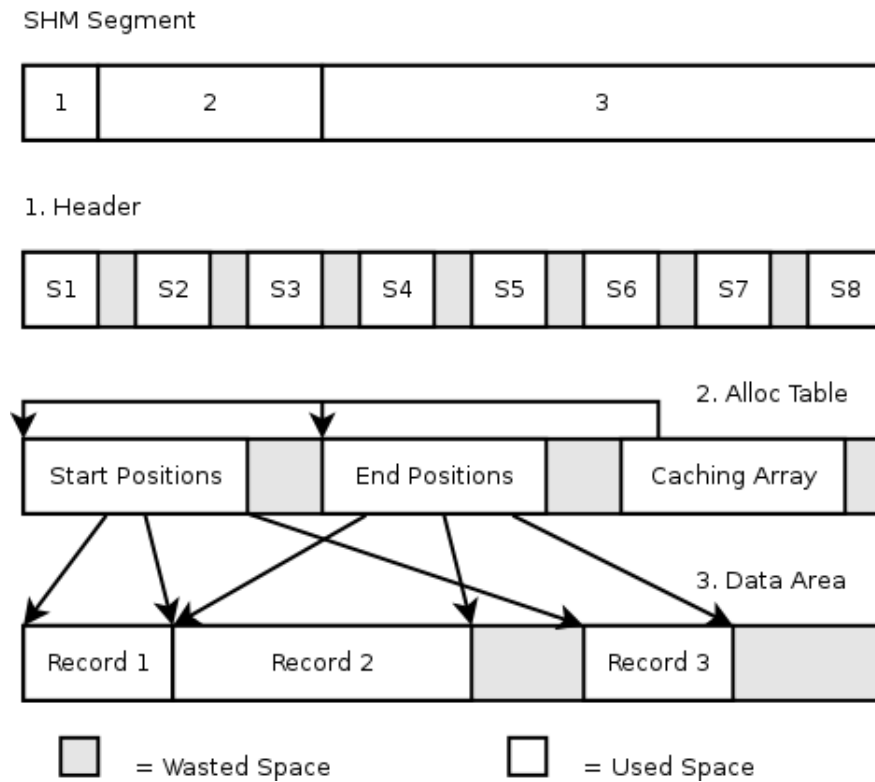 SHM Segment
1 2 3
1. Header
S1 S2 S3 S4 S5 S6 S7 S8
2. Alloc Table
Start Positions End Positions Caching Array
3. Data Area
Record 1 Record 2 Record 3
= Wasted Space = Used Space